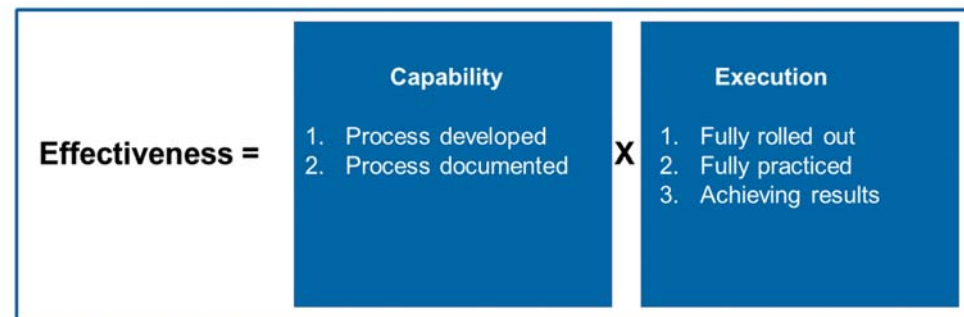 Effectiveness =
Capability
1. Process developed
2. Process documented
X
Execution
1. Fully rolled out
2. Fully practiced
3. Achieving results